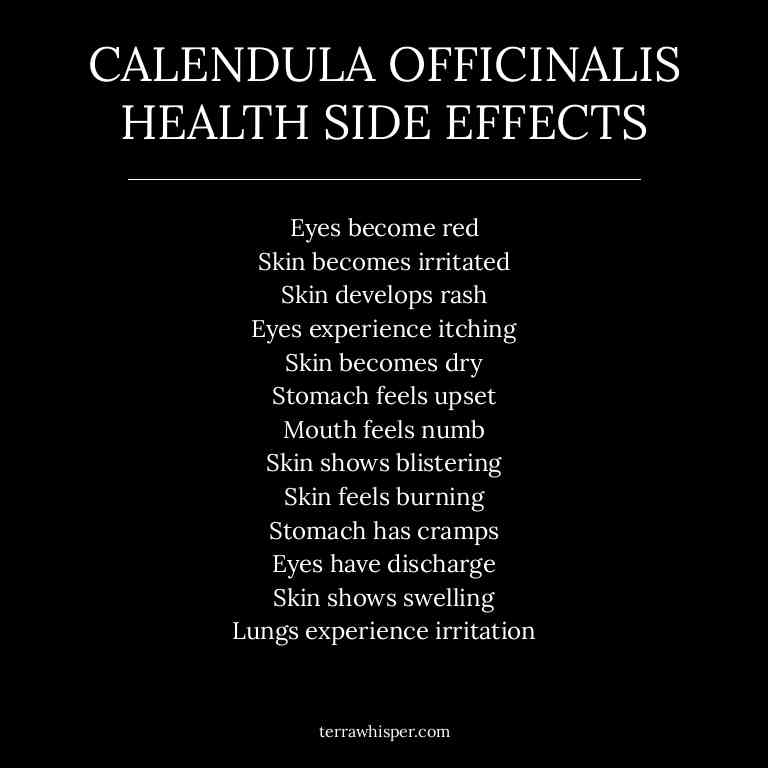 CALENDULA OFFICINALIS
HEALTH SIDE EFFECTS
Eyes become red
Skin becomes irritated
Skin develops rash
Eyes experience itching
Skin becomes dry
Stomach feels upset
Mouth feels numb
Skin shows blistering
Skin feels burning
Stomach has cramps
Eyes have discharge
Skin shows swelling
Lungs experience irritation
terrawhisper.com